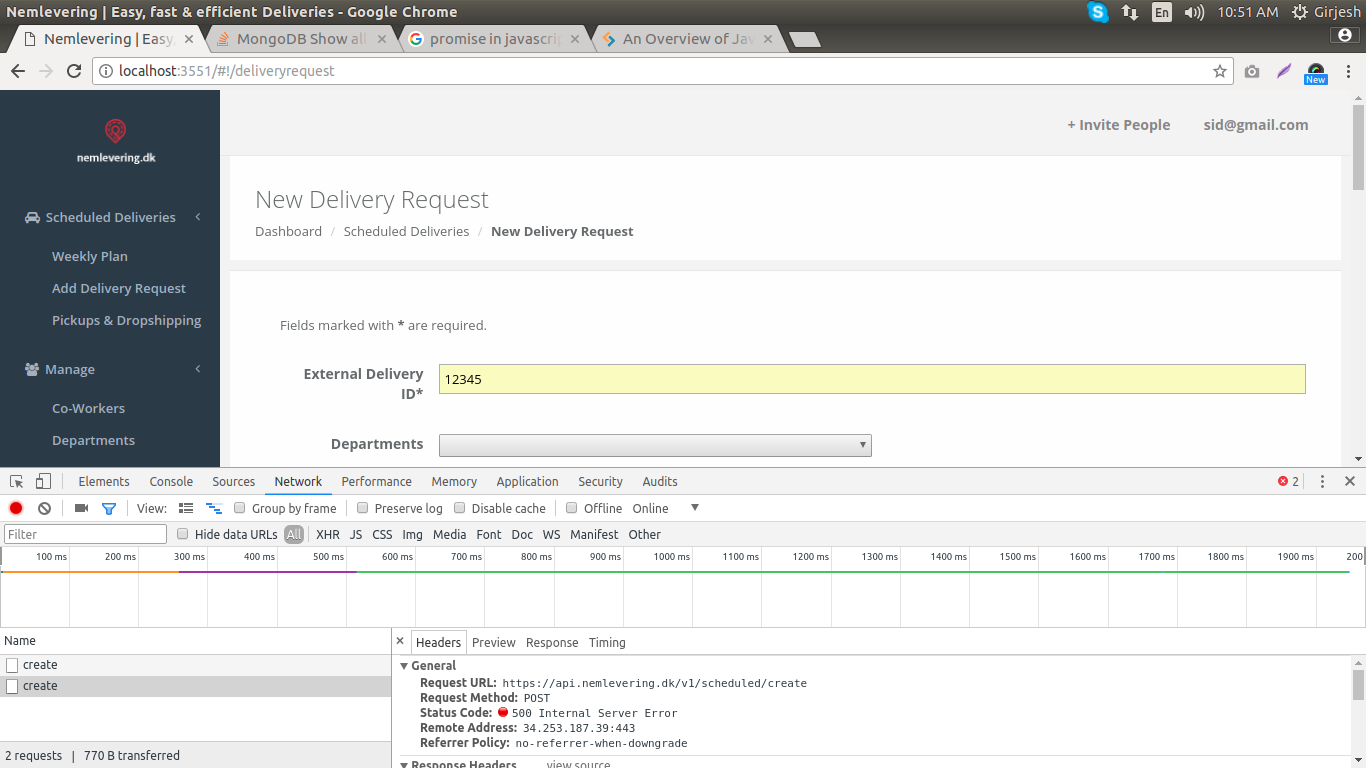 Nemlevering | Easy, fast & efficient Deliveries - Google Chrome
En
10:51 AM
Girjesh
Nemlevering | Easy,
MongoDB Show all
promise in javascri
An Overview of Jav
localhost:3551/#!/deliveryrequest
New
nemlevering.dk
+ Invite People
sid@gmail.com
Scheduled Deliveries
Weekly Plan
Add Delivery Request
Pickups & Dropshipping
Manage
Co-Workers
Departments
New Delivery Request
Dashboard / Scheduled Deliveries / New Delivery Request
Fields marked with * are required.
External Delivery
ID*
12345
Departments
Elements Console Sources Network Performance Memory Application Security Audits
2
View:
Group by frame
Preserve log
Disable cache
Offline
Online
Filter
Hide data URLs
All XHR JS CSS Img Media Font Doc WS Manifest Other
100 ms 200 ms 300 ms 400 ms 500 ms 600 ms 700 ms 800 ms 900 ms 1000 ms 1100 ms 1200 ms 1300 ms 1400 ms 1500 ms 1600 ms 1700 ms 1800 ms 1900 ms 200
Name
create
create
2 requests | 770 B transferred
× Headers Preview Response Timing
General
Request URL: https://api.nemlevering.dk/v1/scheduled/create
Request Method: POST
Status Code: 500 Internal Server Error
Remote Address: 34.253.187.39:443
Referrer Policy: no-referrer-when-downgrade
Response Headers view source